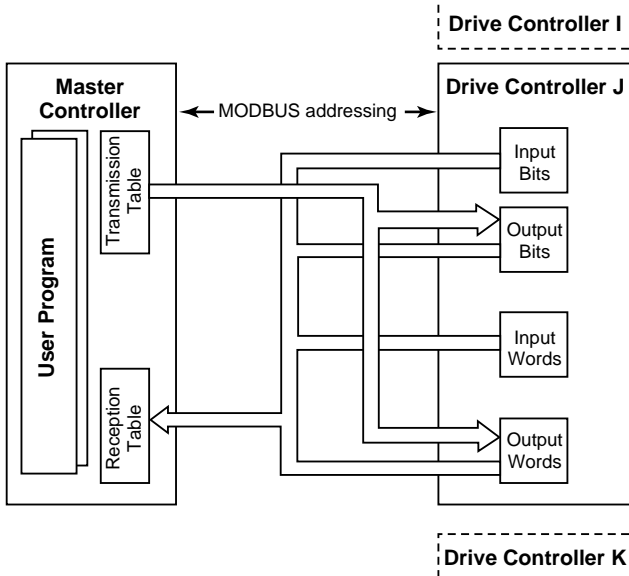 Drive Controller I
Master
Controller
MODBUS addressing
Drive Controller J
User Program
Transmission
Table
Reception
Table
Input
Bits
Output
Bits
Input
Words
Output
Words
Drive Controller K